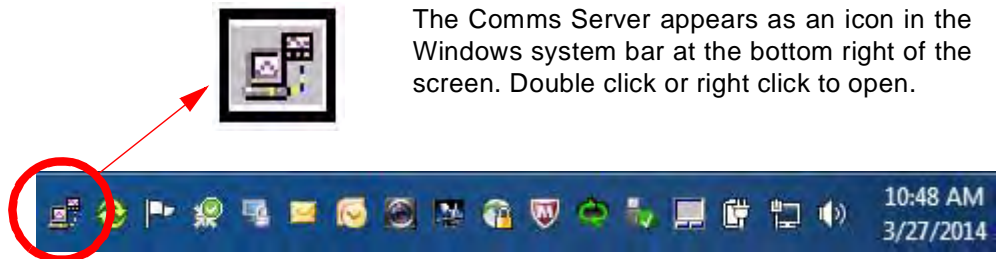 The Comms Server appears as an icon in the
Windows system bar at the bottom right of the
screen. Double click or right click to open.
10:48 AM
3/27/2014